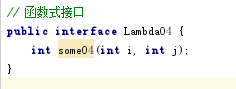 // 函数式接口
public interface Lambda04 {
int some04(int i, int j);
}